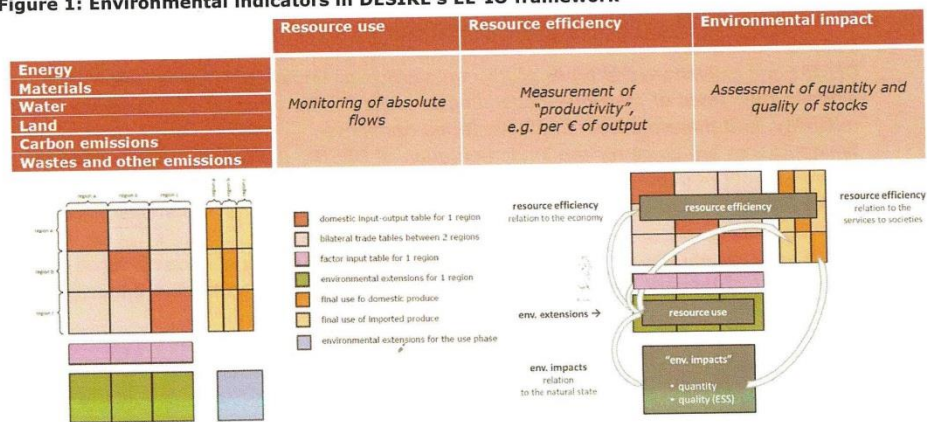 Figure 1: Environmental indicators in DESIRE's EE IO framework
Resource use
Resource efficiency
Environmental impact
Energy
Materials
Water
Land
Carbon emissions
Wastes and other emissions
Monitoring of absolute
flows
Measurement of
"productivity",
e.g. per € of output
Assessment of quantity and
quality of stocks
region a
region b
region c
region a
region b
region c
domestic input-output table for 1 region
bilateral trade tables between 2 regions
factor input table for 1 region
environmental extensions for 1 region
final use fo domestic produce
final use of imported produce
environmental extensions for the use phase
resource efficiency
relation to the economy
resource efficiency
resource efficiency
relation to the
services to societies
env. extensions →
resource use
env. impacts
relation
to the natural state
"env. impacts"
• quantity
• quality (ESS)